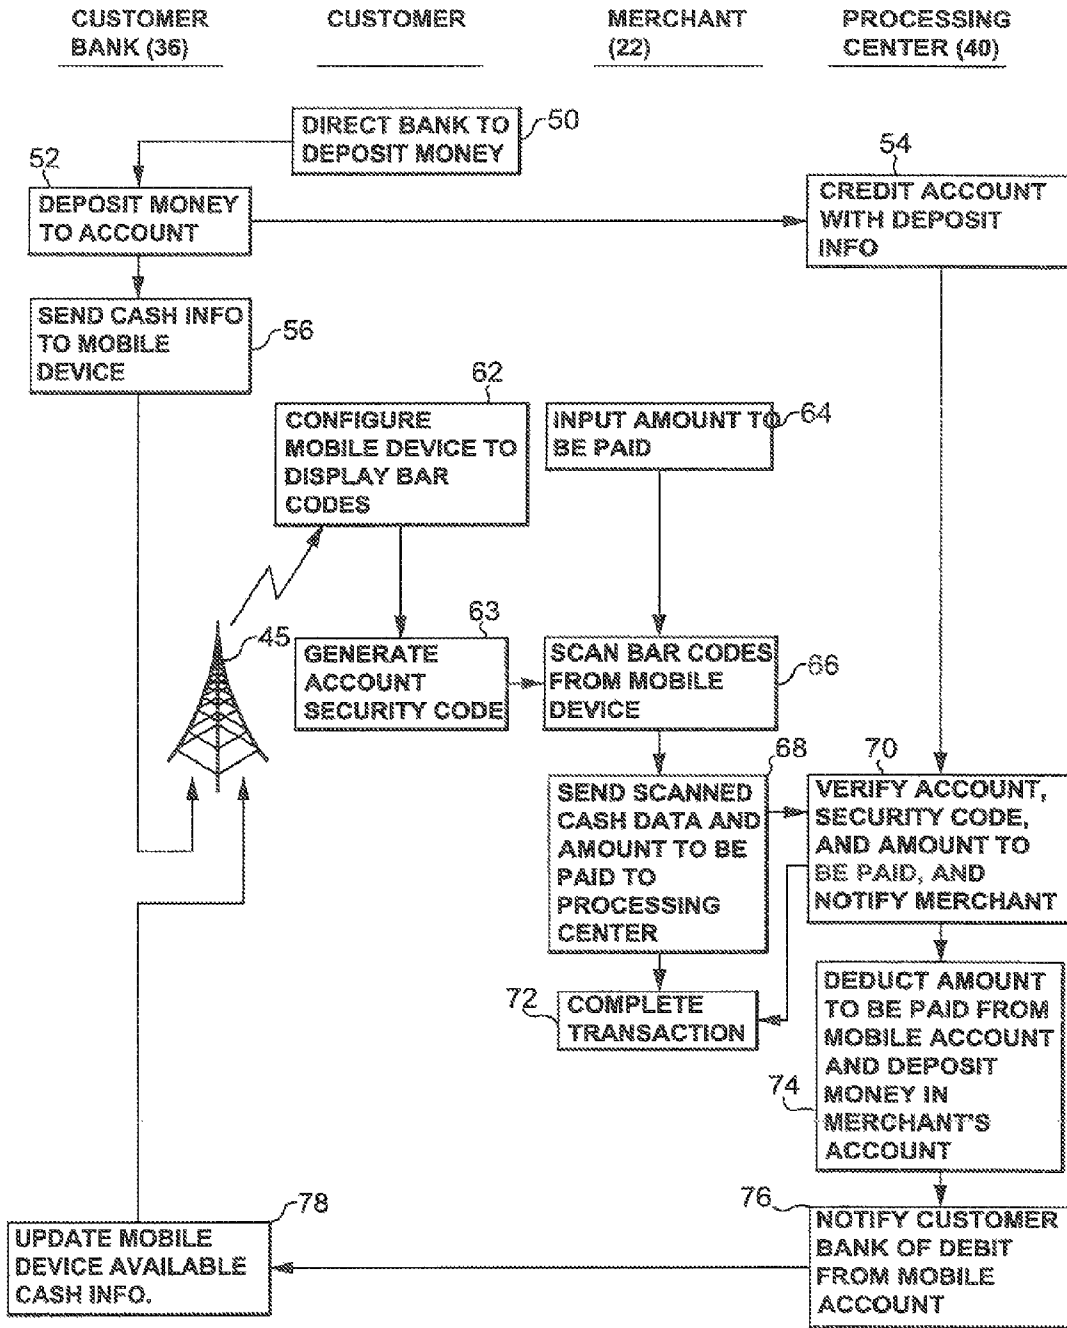 CUSTOMER
BANK (36)
CUSTOMER
MERCHANT
(22)
PROCESSING
CENTER (40)
DIRECT BANK TO
DEPOSIT MONEY
50
52
DEPOSIT MONEY
TO ACCOUNT
54
CREDIT ACCOUNT
WITH DEPOSIT
INFO
SEND CASH INFO
TO MOBILE
DEVICE
56
62
CONFIGURE
MOBILE DEVICE TO
DISPLAY BAR
CODES
INPUT AMOUNT TO
BE PAID
64
45
63
GENERATE
ACCOUNT
SECURITY CODE
SCAN BAR CODES
FROM MOBILE
DEVICE
66
68
SEND SCANNED
CASH DATA AND
AMOUNT TO BE
PAID TO
PROCESSING
CENTER
70
VERIFY ACCOUNT,
SECURITY CODE,
AND AMOUNT TO
BE PAID, AND
NOTIFY MERCHANT
72
COMPLETE
TRANSACTION
74
DEDUCT AMOUNT
TO BE PAID FROM
MOBILE ACCOUNT
AND DEPOSIT
MONEY IN
MERCHANT'S
ACCOUNT
76
NOTIFY CUSTOMER
BANK OF DEBIT
FROM MOBILE
ACCOUNT
78
UPDATE MOBILE
DEVICE AVAILABLE
CASH INFO.